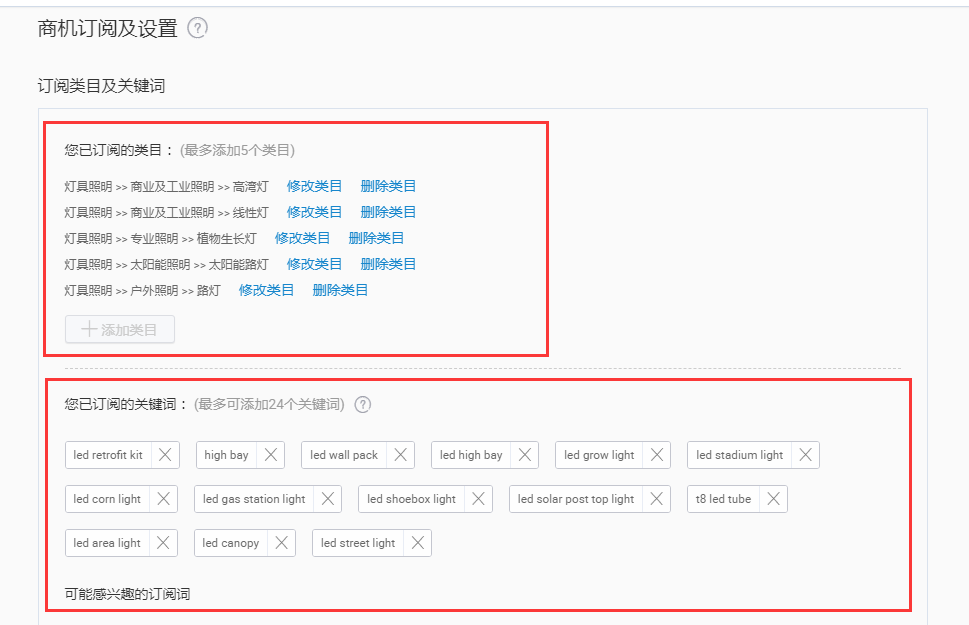 商机订阅及设置 ?
订阅类目及关键词
您已订阅的类目： (最多添加5个类目)
灯具照明 >> 商业及工业照明 >> 高湾灯 修改类目 删除类目
灯具照明 >> 商业及工业照明 >> 线性灯 修改类目 删除类目
灯具照明 >> 专业照明 >> 植物生长灯 修改类目 删除类目
灯具照明 >> 太阳能照明 >> 太阳能路灯 修改类目 删除类目
灯具照明 >> 户外照明 >> 路灯 修改类目 删除类目
添加类目
您已订阅的关键词： (最多可添加24个关键词) ?
led retrofit kit high bay led wall pack led high bay led grow light led stadium light
led corn light led gas station light led shoebox light led solar post top light t8 led tube
led area light led canopy led street light
可能感兴趣的订阅词